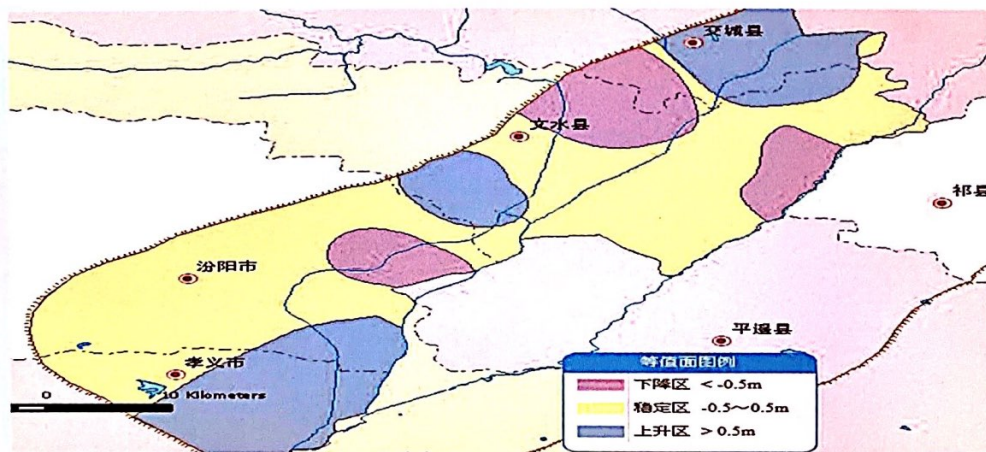 交城县
文水县
祁县
汾阳市
平遥县
孝义市
0
10 Kilometers
等值面图例
下降区 < -0.5m
稳定区 -0.5～0.5m
上升区 > 0.5m